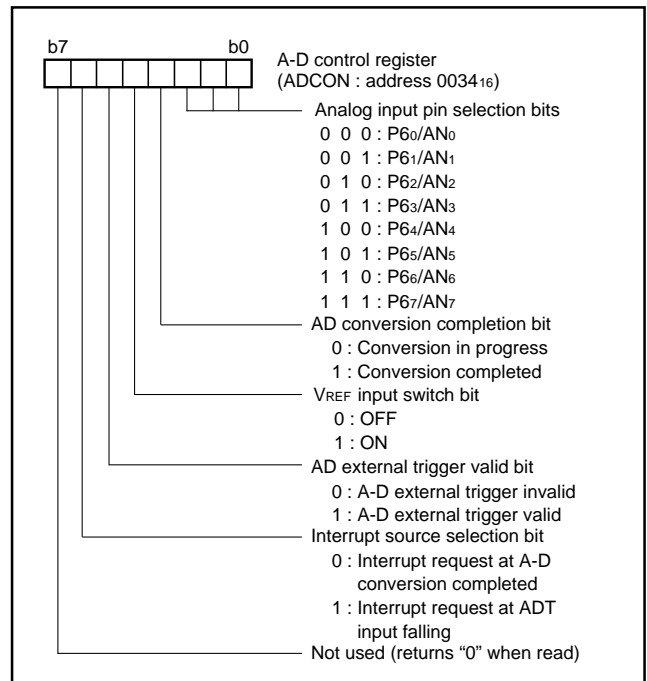 b7 b0
A-D control register
(ADCON : address 0034₁₆)
Analog input pin selection bits
0 0 0 : P6₀/AN₀
0 0 1 : P6₁/AN₁
0 1 0 : P6₂/AN₂
0 1 1 : P6₃/AN₃
1 0 0 : P6₄/AN₄
1 0 1 : P6₅/AN₅
1 1 0 : P6₆/AN₆
1 1 1 : P6₇/AN₇
AD conversion completion bit
0 : Conversion in progress
1 : Conversion completed
VREF input switch bit
0 : OFF
1 : ON
AD external trigger valid bit
0 : A-D external trigger invalid
1 : A-D external trigger valid
Interrupt source selection bit
0 : Interrupt request at A-D
conversion completed
1 : Interrupt request at ADT
input falling
Not used (returns “0” when read)